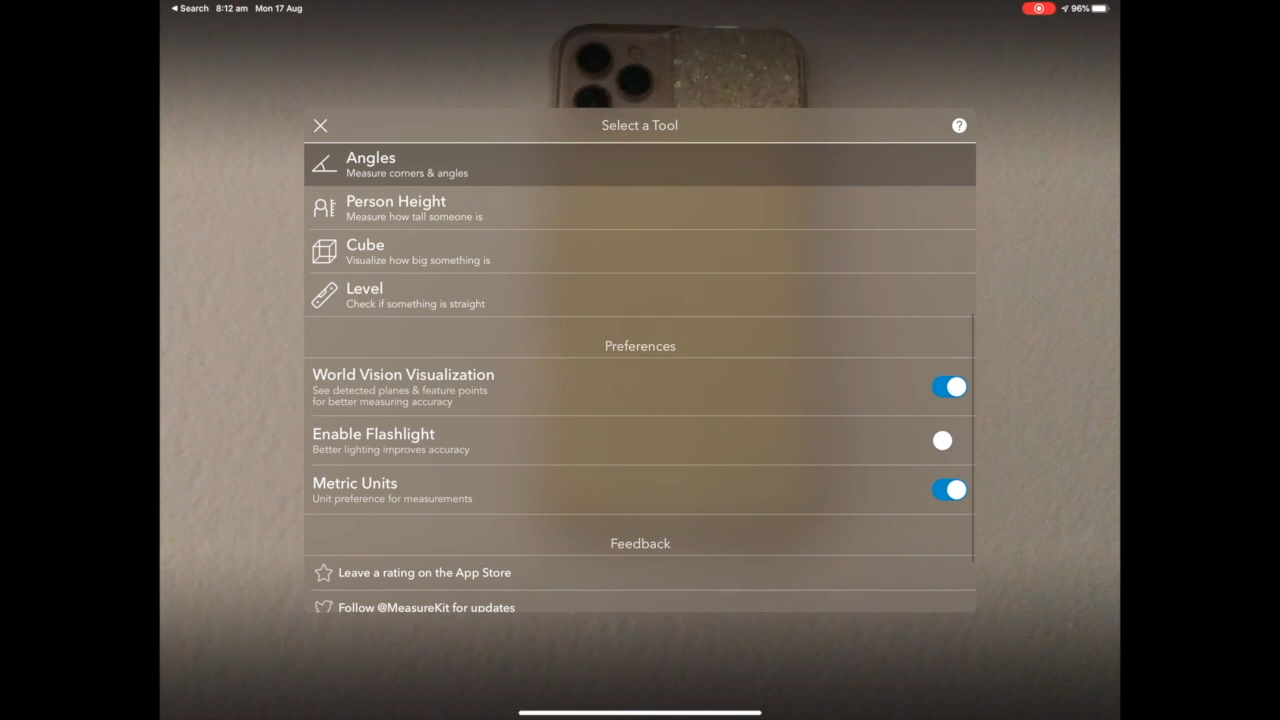 Search 8:12 am Mon 17 Aug 96%
Select a Tool ?
Angles
Measure corners & angles
Person Height
Measure how tall someone is
Cube
Visualize how big something is
Level
Check if something is straight
Preferences
World Vision Visualization
See detected planes & feature points
for better measuring accuracy
Enable Flashlight
Better lighting improves accuracy
Metric Units
Unit preference for measurements
Feedback
Leave a rating on the App Store
Follow @MeasureKit for updates